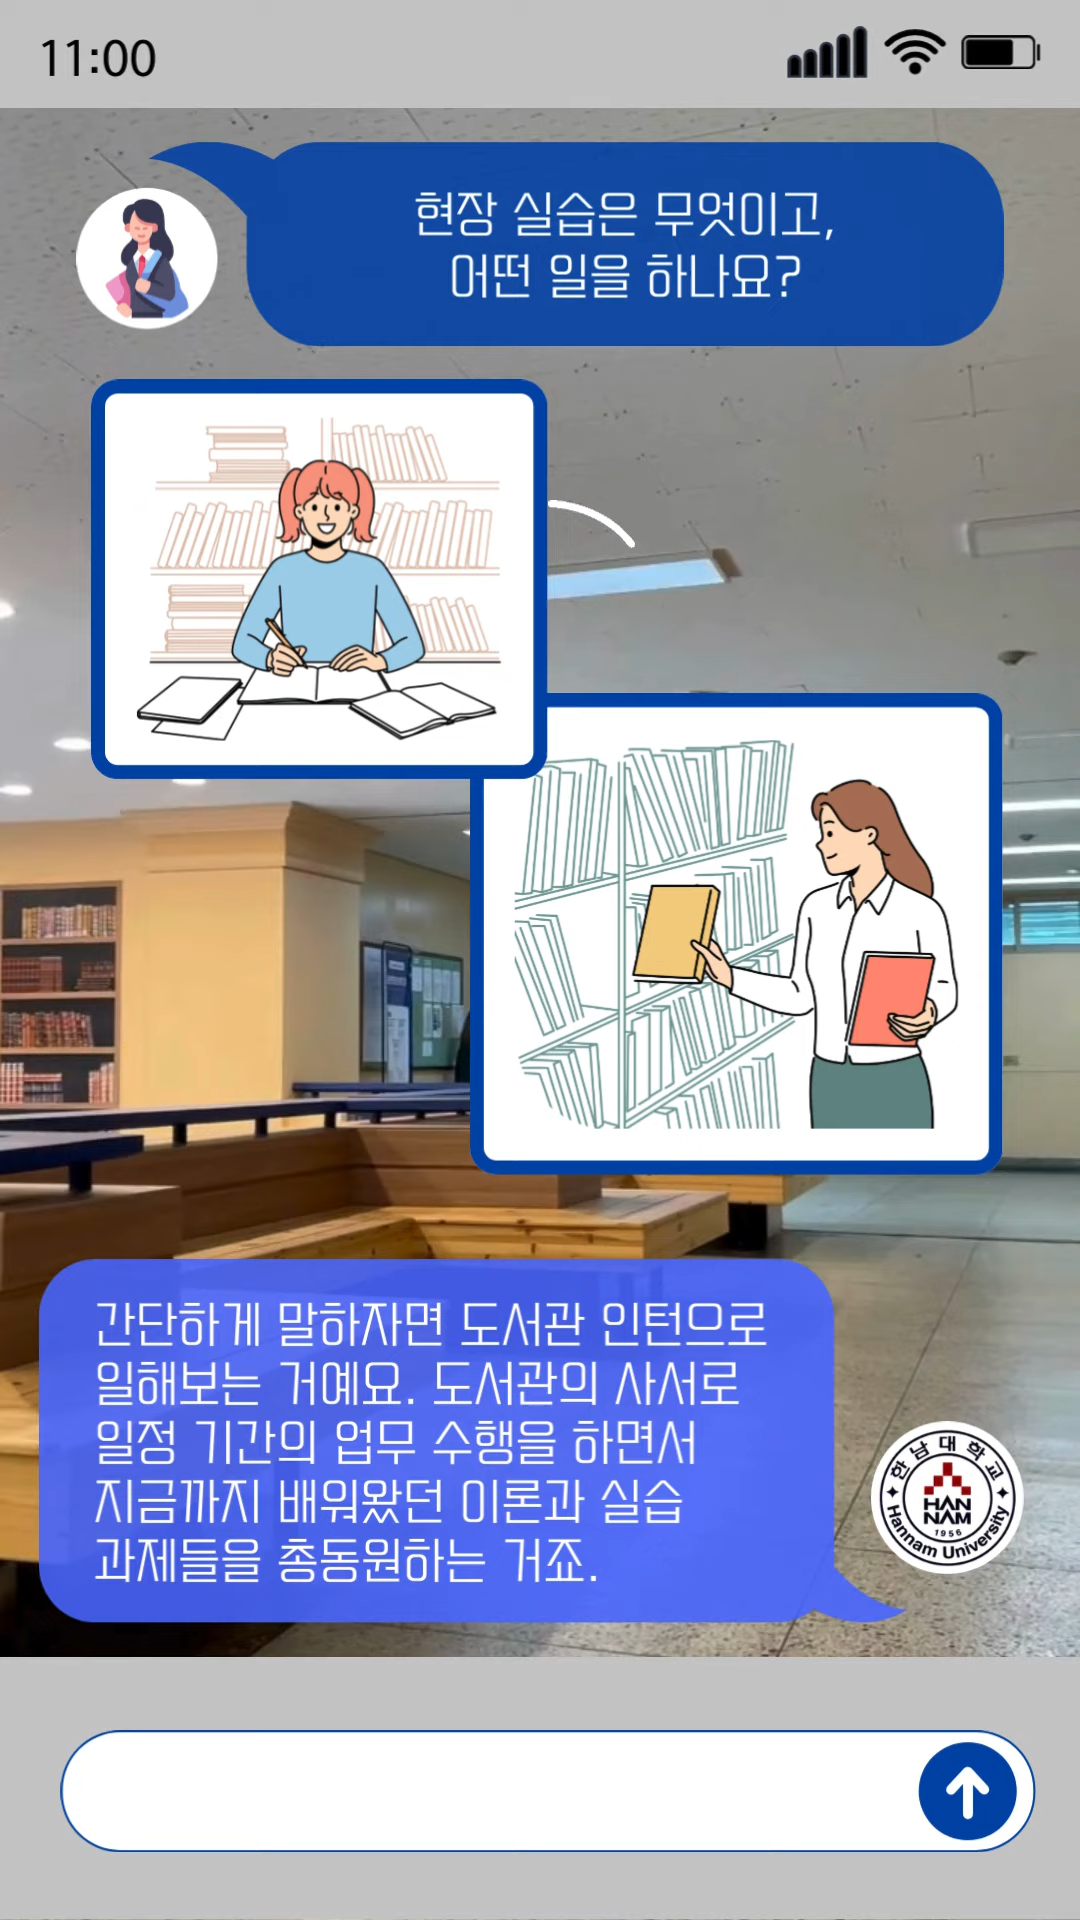 11:00
현장 실습은 무엇이고,
어떤 일을 하나요?
간단하게 말하자면 도서관 인턴으로
일해보는 거예요. 도서관의 사서로
일정 기간의 업무 수행을 하면서
지금까지 배워왔던 이론과 실습
과제들을 총동원하는 거죠.
한남대학교
HAN
NAM
1956
Hannam University